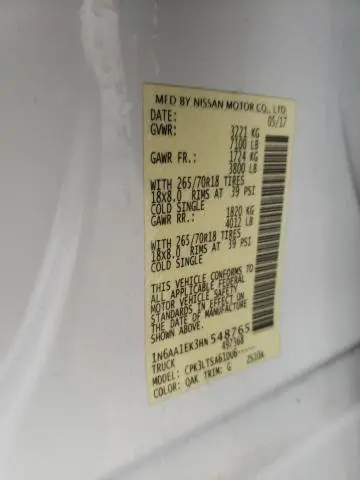 MFD BY NISSAN MOTOR CO., LTD
DATE: 05/17
GVWR: 3221 KG
7100 LB
GAWR FR.: 1724 KG
3800 LB
WITH 265/70R18 TIRES
18x8.0 RIMS AT 39 PSI
COLD SINGLE
GAWR RR.: 1820 KG
4012 LB
WITH 265/70R18 TIRES
18x8.0 RIMS AT 39 PSI
COLD SINGLE
THIS VEHICLE CONFORMS TO
ALL APPLICABLE FEDERAL
MOTOR VEHICLE SAFETY
STANDARDS IN EFFECT ON
THE DATE OF MANUFACTURE
SHOWN ABOVE.
1N6AA1EK3HN548765
TRUCK 497368
MODEL: CPK3LTSA61DU6-
COLOR: QAK TRIM: G